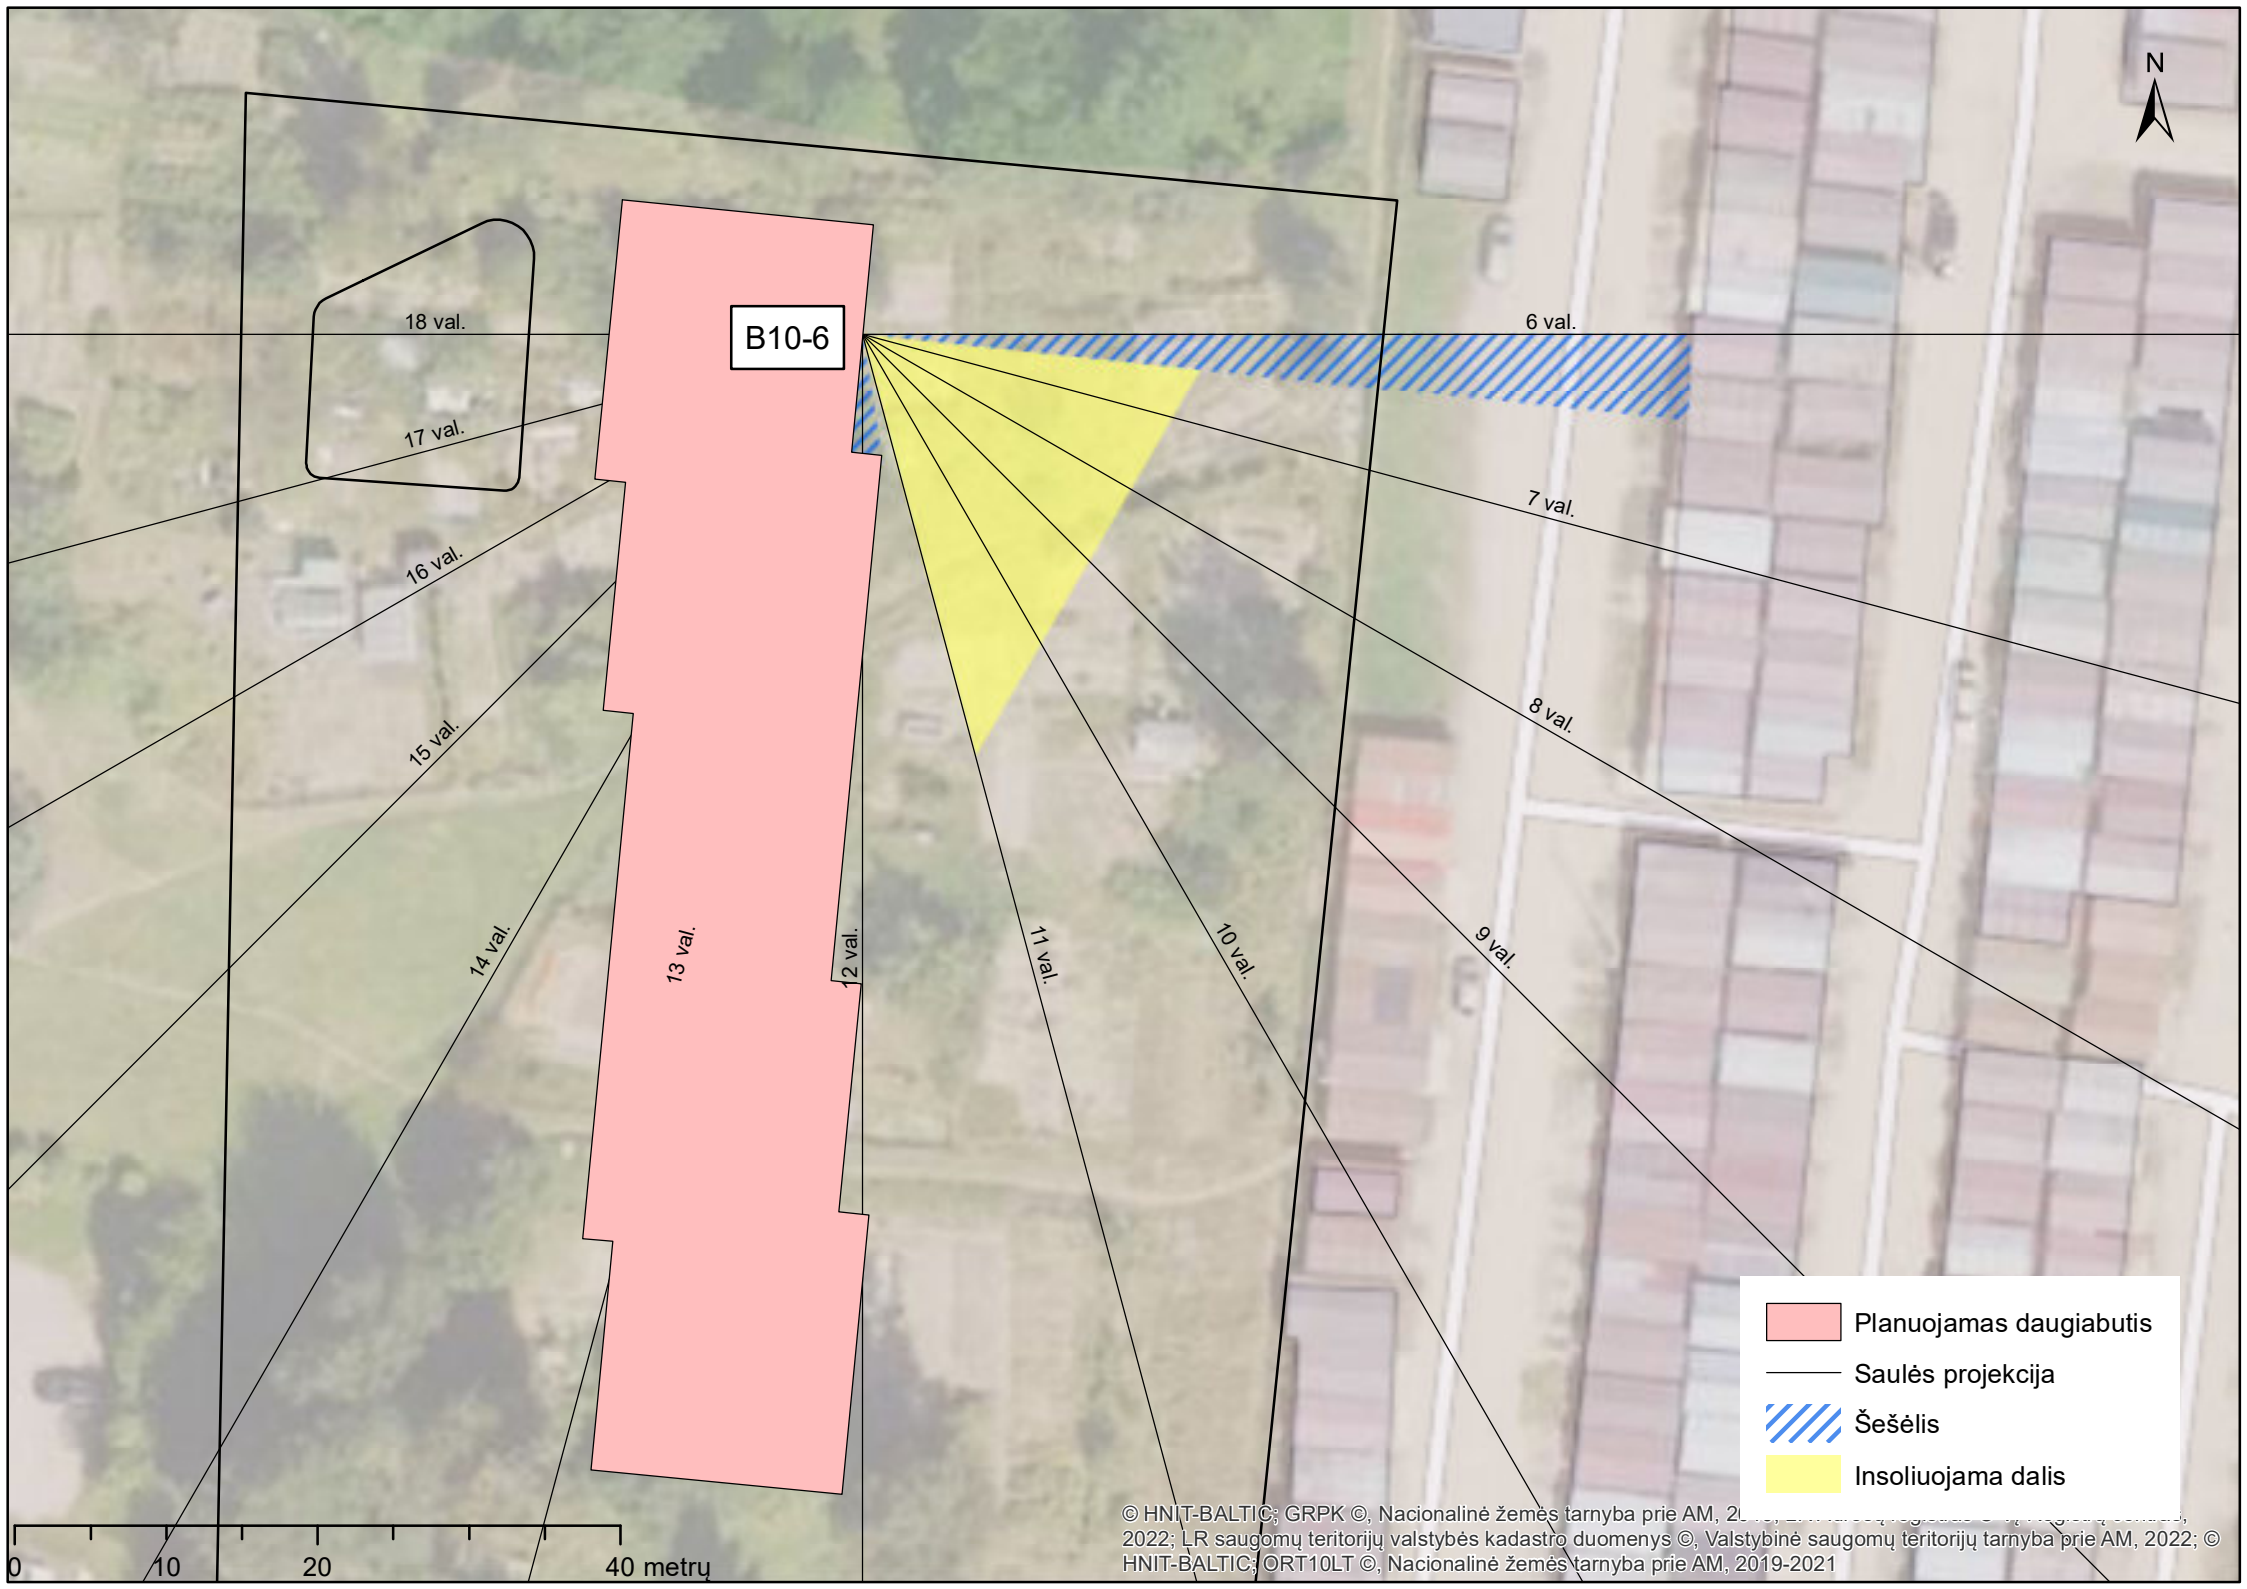 N
B10-6
18 val.
6 val.
17 val.
16 val.
15 val.
14 val.
13 val.
12 val.
11 val.
10 val.
9 val.
8 val.
7 val.
Planuojamas daugiabutis
Saulės projekcija
Šešėlis
Insoliuojama dalis
0 10 20 40 metrų
© HNIT-BALTIC; GRPK ©, Nacionalinė žemės tarnyba prie AM,
2022; LR saugomų teritorijų valstybės kadastro duomenys ©, Valstybinė saugomų teritorijų tarnyba prie AM, 2022; ©
HNIT-BALTIC; ORT10LT ©, Nacionalinė žemės tarnyba prie AM, 2019-2021